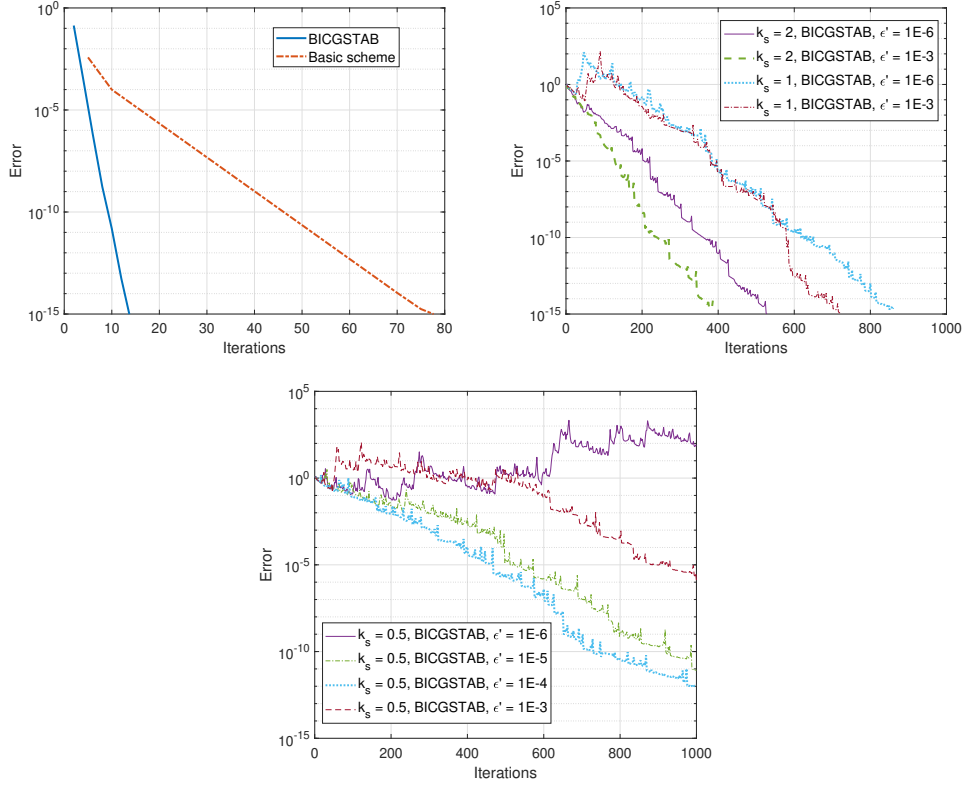 10^0
10^-5
10^-10
10^-15
Error
0 10 20 30 40 50 60 70 80
Iterations
BICGSTAB
Basic scheme
10^5
10^0
10^-5
10^-10
10^-15
Error
0 200 400 600 800 1000
Iterations
k_s = 2, BICGSTAB, ϵ' = 1E-6
k_s = 2, BICGSTAB, ϵ' = 1E-3
k_s = 1, BICGSTAB, ϵ' = 1E-6
k_s = 1, BICGSTAB, ϵ' = 1E-3
10^5
10^0
10^-5
10^-10
10^-15
Error
k_s = 0.5, BICGSTAB, ϵ' = 1E-6
k_s = 0.5, BICGSTAB, ϵ' = 1E-5
k_s = 0.5, BICGSTAB, ϵ' = 1E-4
k_s = 0.5, BICGSTAB, ϵ' = 1E-3
0 200 400 600 800 1000
Iterations